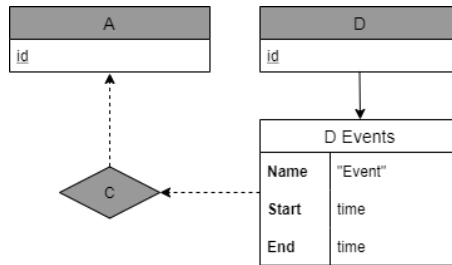 A
D
id
id
D Events
Name "Event"
C
Start time
End time